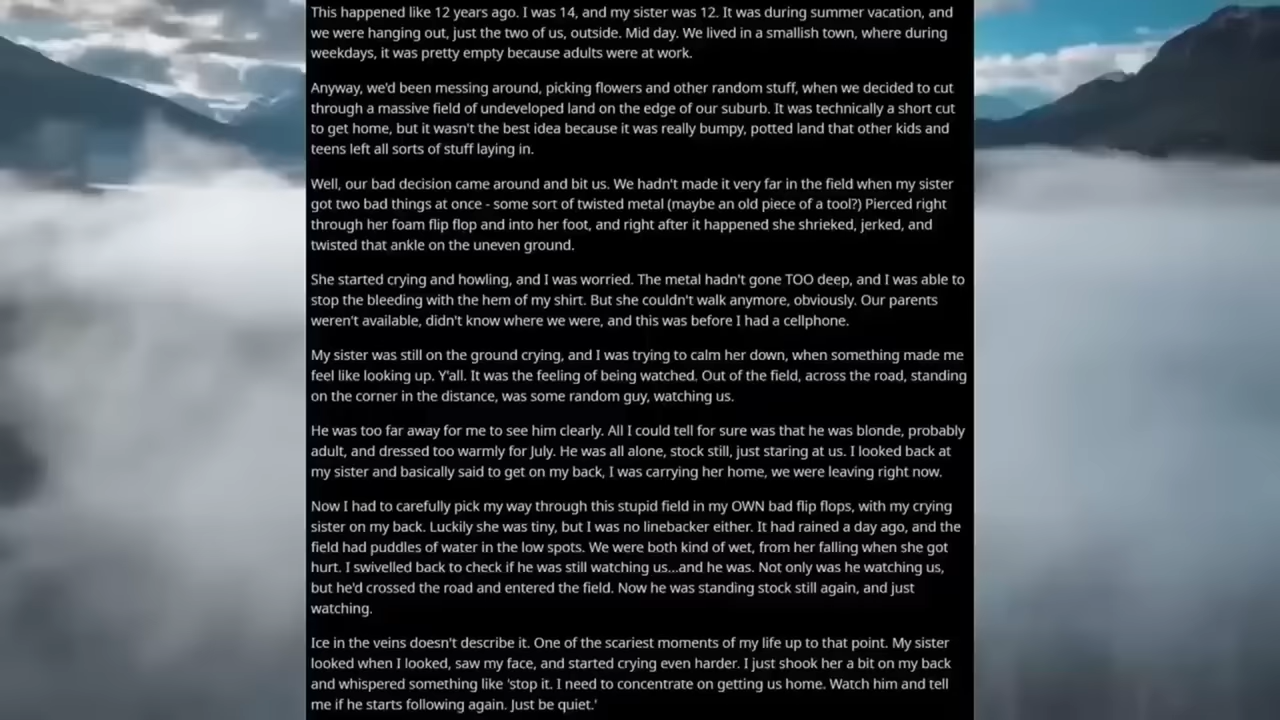 This happened like 12 years ago. I was 14, and my sister was 12. It was during summer vacation, and
we were hanging out, just the two of us, outside. Mid day. We lived in a smallish town, where during
weekdays, it was pretty empty because adults were at work.
Anyway, we'd been messing around, picking flowers and other random stuff, when we decided to cut
through a massive field of undeveloped land on the edge of our suburb. It was technically a short cut
to get home, but it wasn't the best idea because it was really bumpy, potted land that other kids and
teens left all sorts of stuff laying in.
Well, our bad decision came around and bit us. We hadn't made it very far in the field when my sister
got two bad things at once - some sort of twisted metal (maybe an old piece of a tool?) Pierced right
through her foam flip flop and into her foot, and right after it happened she shrieked, jerked, and
twisted that ankle on the uneven ground.
She started crying and howling, and I was worried. The metal hadn't gone TOO deep, and I was able to
stop the bleeding with the hem of my shirt. But she couldn't walk anymore, obviously. Our parents
weren't available, didn't know where we were, and this was before I had a cellphone.
My sister was still on the ground crying, and I was trying to calm her down, when something made me
feel like looking up. Y'all. It was the feeling of being watched. Out of the field, across the road, standing
on the corner in the distance, was some random guy, watching us.
He was too far away for me to see him clearly. All I could tell for sure was that he was blonde, probably
adult, and dressed too warmly for July. He was all alone, stock still, just staring at us. I looked back at
my sister and basically said to get on my back, I was carrying her home, we were leaving right now.
Now I had to carefully pick my way through this stupid field in my OWN bad flip flops, with my crying
sister on my back. Luckily she was tiny, but I was no linebacker either. It had rained a day ago, and the
field had puddles of water in the low spots. We were both kind of wet, from her falling when she got
hurt. I swivelled back to check if he was still watching us...and he was. Not only was he watching us,
but he'd crossed the road and entered the field. Now he was standing stock still again, and just
watching.
Ice in the veins doesn't describe it. One of the scariest moments of my life up to that point. My sister
looked when I looked, saw my face, and started crying even harder. I just shook her a bit on my back
and whispered something like 'stop it. I need to concentrate on getting us home. Watch him and tell
me if he starts following again. Just be quiet.'